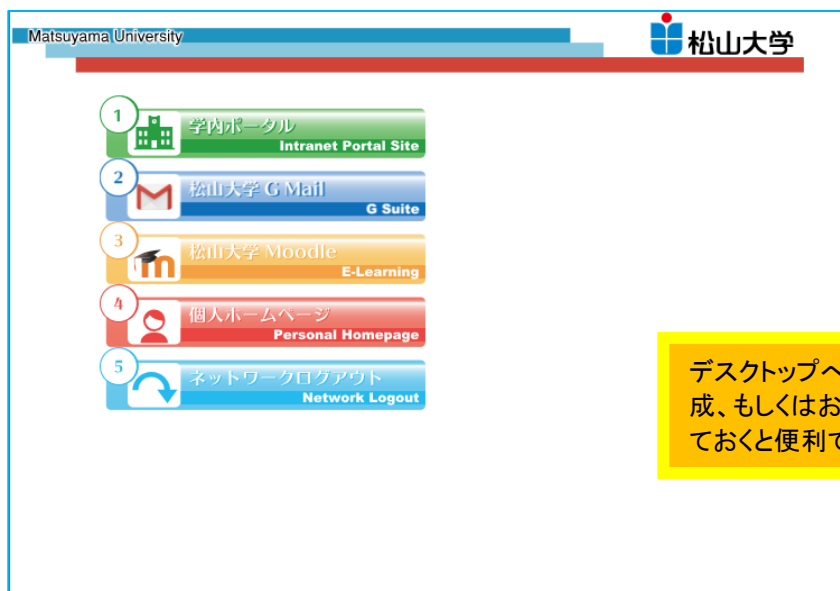 Matsuyama University
松山大学
1
学内ポータル
Intranet Portal Site
2
松山大学 G Mail
G Suite
3
松山大学 Moodle
E-Learning
4
個人ホームページ
Personal Homepage
5
ネットワークログアウト
Network Logout
デスクトップへ
成、もしくはお
ておくと便利で